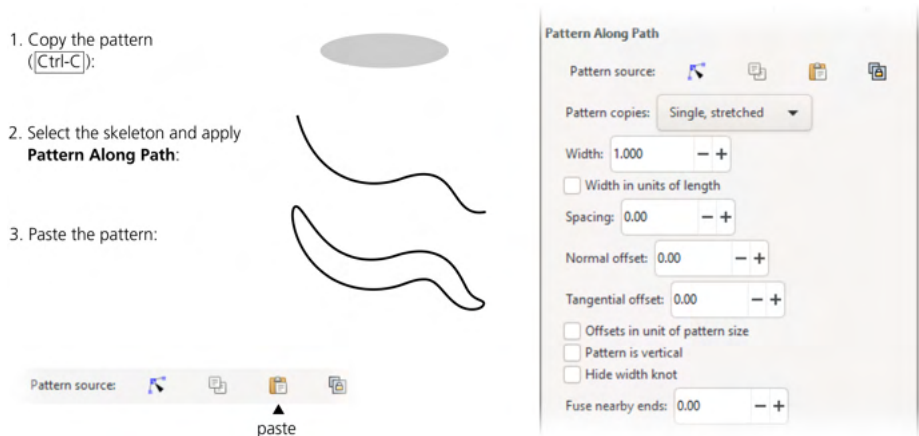 1. Copy the pattern
(Ctrl-C):
2. Select the skeleton and apply
Pattern Along Path:
3. Paste the pattern:
Pattern source:
paste
Pattern Along Path
Pattern source:
Pattern copies: Single, stretched
Width: 1.000 − +
Width in units of length
Spacing: 0.00 − +
Normal offset: 0.00 − +
Tangential offset: 0.00 − +
Offsets in unit of pattern size
Pattern is vertical
Hide width knot
Fuse nearby ends: 0.00 − +